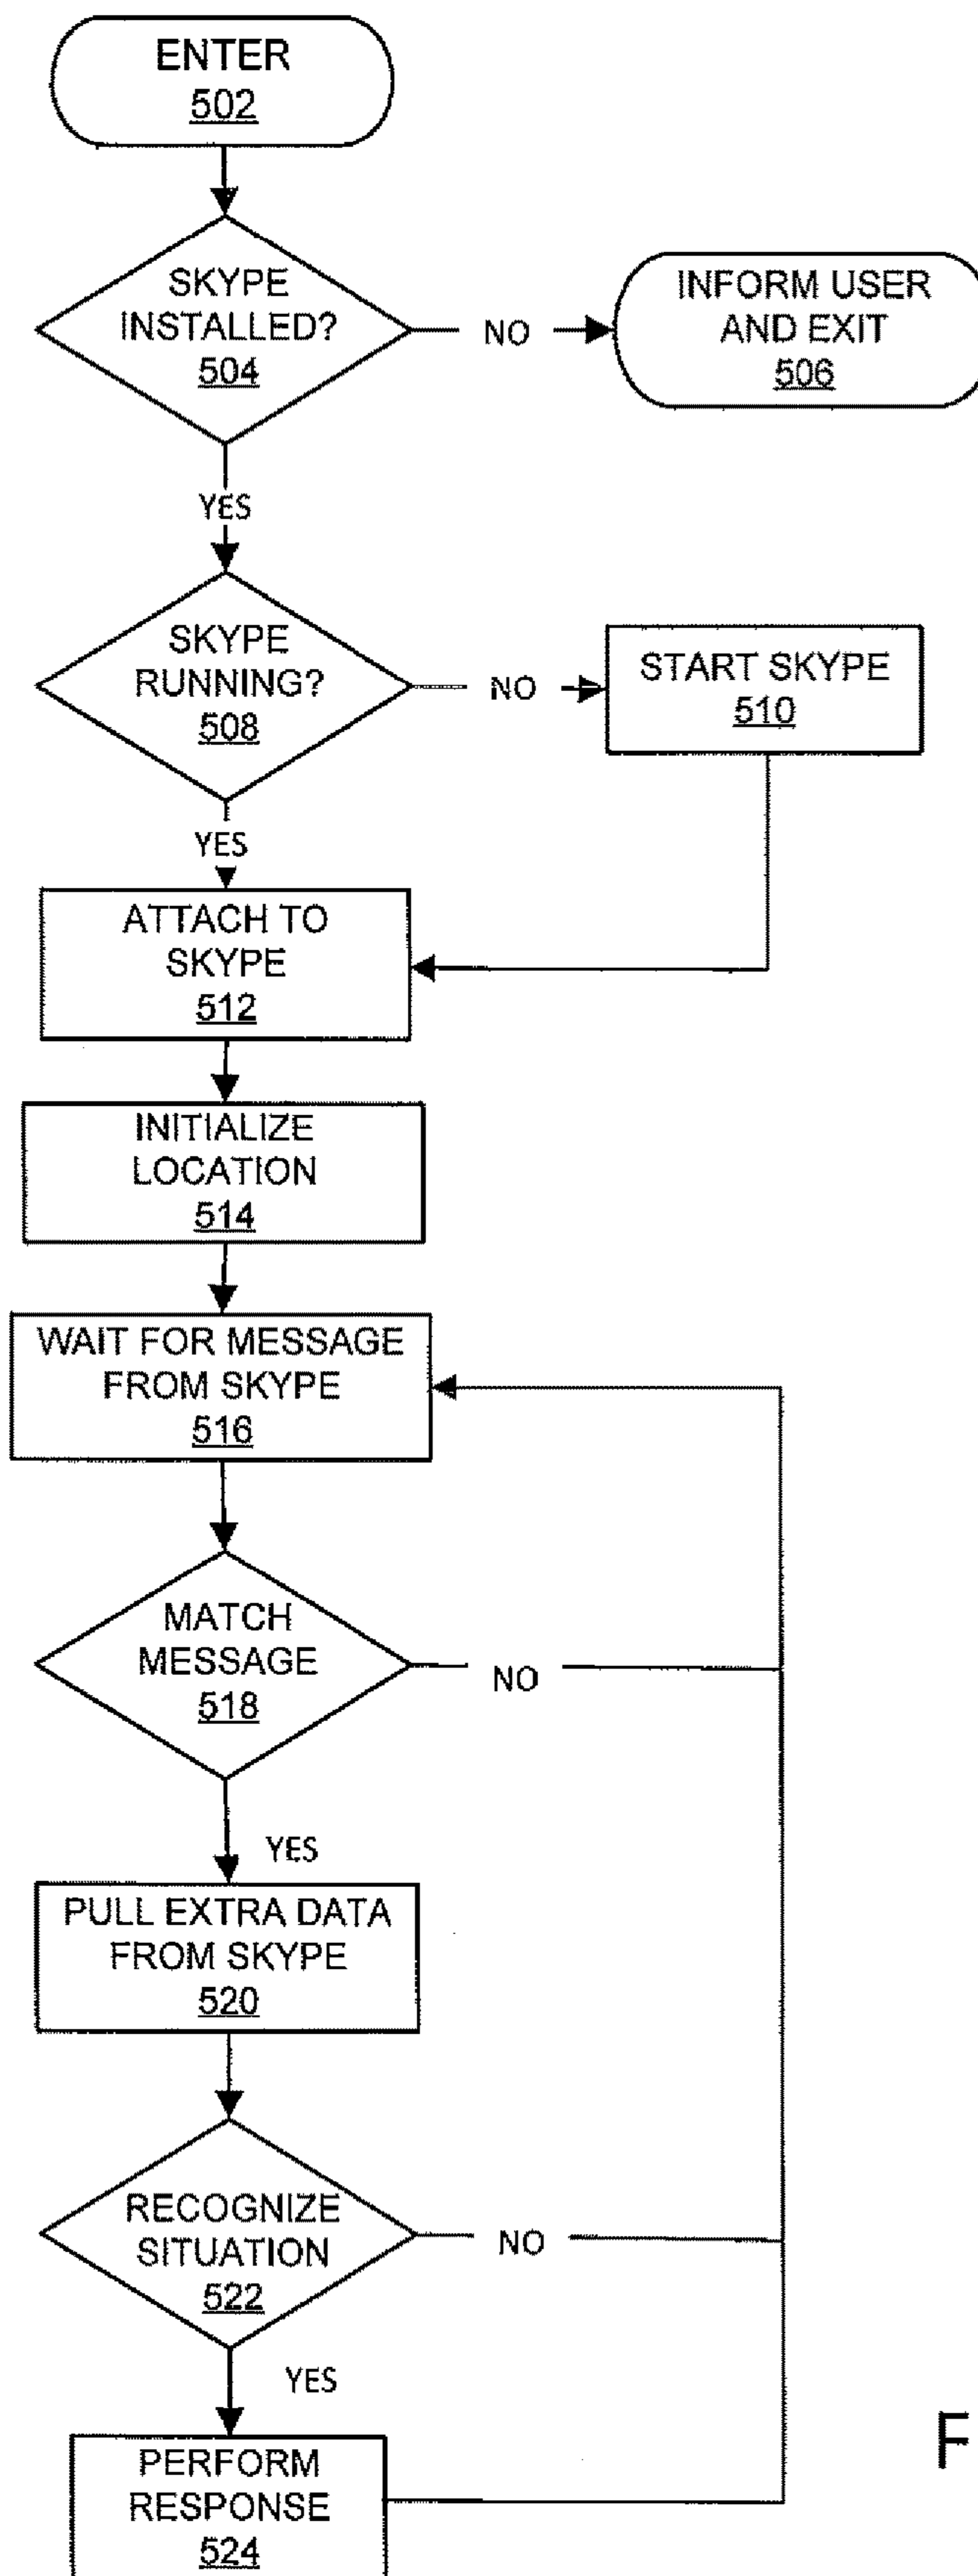 ENTER
502
SKYPE
INSTALLED?
504
NO
INFORM USER
AND EXIT
506
YES
SKYPE
RUNNING?
508
NO
START SKYPE
510
YES
ATTACH TO
SKYPE
512
INITIALIZE
LOCATION
514
WAIT FOR MESSAGE
FROM SKYPE
516
MATCH
MESSAGE
518
NO
YES
PULL EXTRA DATA
FROM SKYPE
520
RECOGNIZE
SITUATION
522
NO
YES
PERFORM
RESPONSE
524
F